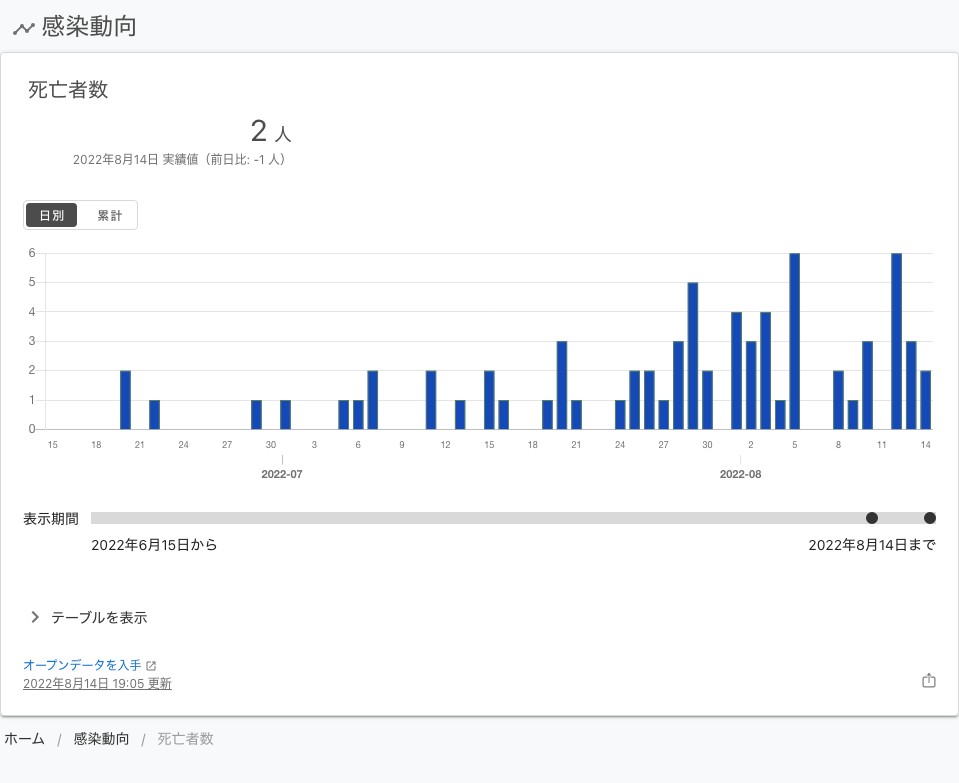 感染動向
死亡者数
2 人
2022年8月14日 実績値（前日比: -1 人）
日別 累計
6
5
4
3
2
1
0
15 18 21 24 27 30 3 6 9 12 15 18 21 24 27 30 2 5 8 11 14
2022-07 2022-08
表示期間
2022年6月15日から 2022年8月14日まで
テーブルを表示
オープンデータを入手
2022年8月14日 19:05 更新
ホーム / 感染動向 / 死亡者数